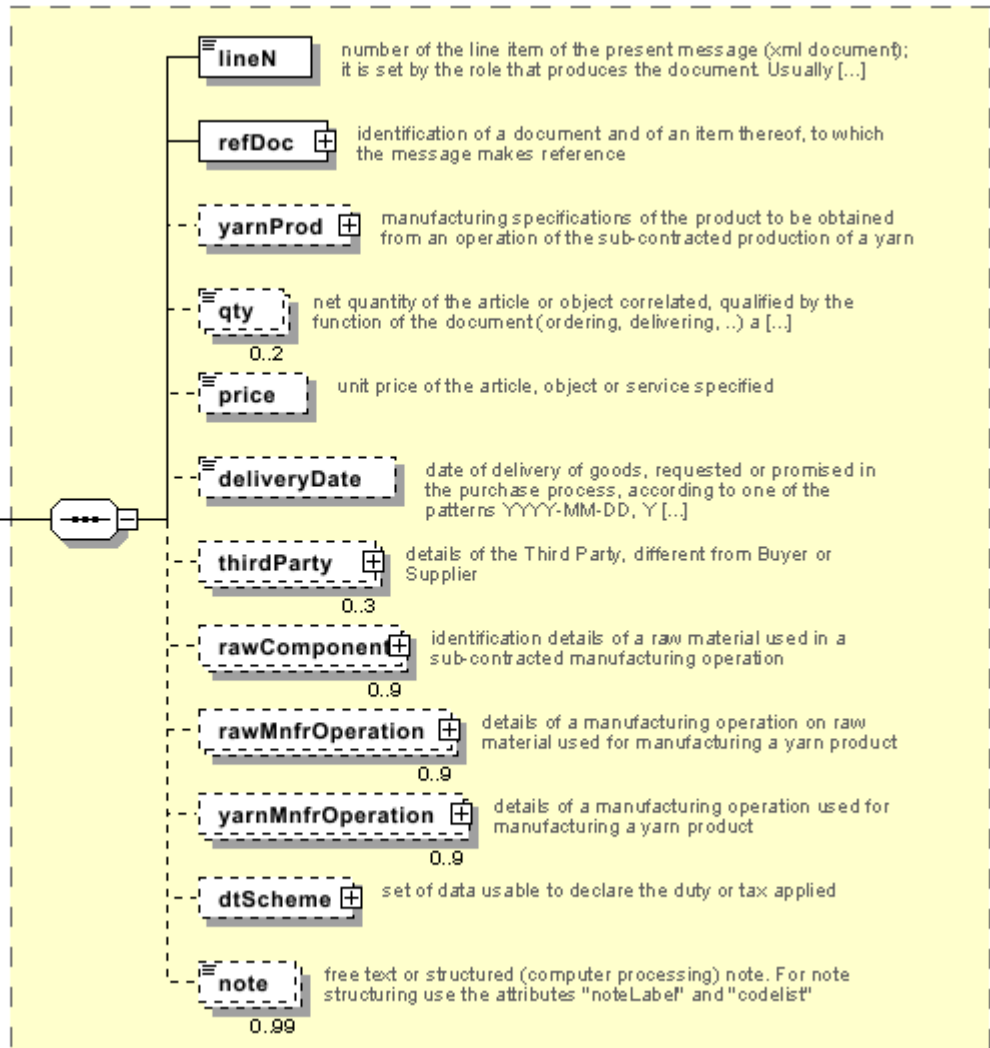 lineN
number of the line item of the present message (xml document);
it is set by the role that produces the document. Usually [...]
refDoc
identification of a document and of an item thereof, to which
the message makes reference
yarnProd
manufacturing specifications of the product to be obtained
from an operation of the sub-contracted production of a yarn
qty
net quantity of the article or object correlated, qualified by the
function of the document (ordering, delivering, ..) a [...]
0..2
price
unit price of the article, object or service specified
deliveryDate
date of delivery of goods, requested or promised in
the purchase process, according to one of the
patterns YYYY-MM-DD, Y [...]
thirdParty
details of the Third Party, different from Buyer or
Supplier
0..3
rawComponent
identification details of a raw material used in a
sub-contracted manufacturing operation
0..9
rawMnfrOperation
details of a manufacturing operation on raw
material used for manufacturing a yarn product
0..9
yarnMnfrOperation
details of a manufacturing operation used for
manufacturing a yarn product
0..9
dtScheme
set of data usable to declare the duty or tax applied
note
free text or structured (computer processing) note. For note
structuring use the attributes "noteLabel" and "codelist"
0..99